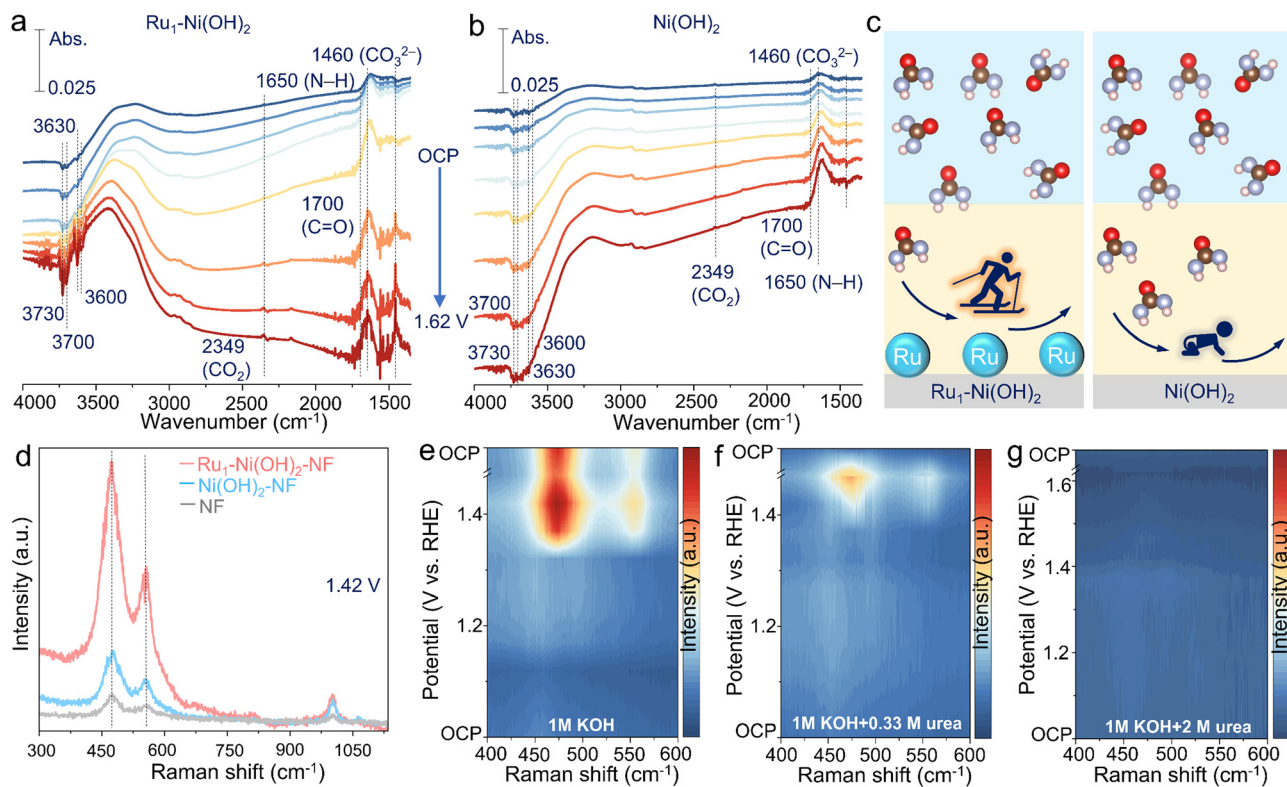 a
Ru₁-Ni(OH)₂
Abs.
0.025
1460 (CO₃²⁻)
1650 (N–H)
3630
OCP
1700
(C=O)
3600
3730
3700
2349
(CO₂)
1.62 V
4000 3500 3000 2500 2000 1500
Wavenumber (cm⁻¹)
b
Ni(OH)₂
Abs.
0.025
1460 (CO₃²⁻)
1700
(C=O)
2349
(CO₂)
1650 (N–H)
3700
3600
3730
3630
4000 3500 3000 2500 2000 1500
Wavenumber (cm⁻¹)
c
Ru Ru Ru
Ru₁-Ni(OH)₂
Ni(OH)₂
d
Ru₁-Ni(OH)₂-NF
Ni(OH)₂-NF
NF
1.42 V
Intensity (a.u.)
300 450 600 750 900 1050
Raman shift (cm⁻¹)
e
OCP
1.4
1.2
OCP
Potential (V vs. RHE)
1M KOH
400 450 500 550 600
Raman shift (cm⁻¹)
Intensity (a.u.)
f
OCP
1.4
1.2
OCP
Potential (V vs. RHE)
1M KOH+0.33 M urea
400 450 500 550 600
Raman shift (cm⁻¹)
Intensity (a.u.)
g
OCP
1.6
1.4
1.2
OCP
Potential (V vs. RHE)
1M KOH+2 M urea
400 450 500 550 600
Raman shift (cm⁻¹)
Intensity (a.u.)